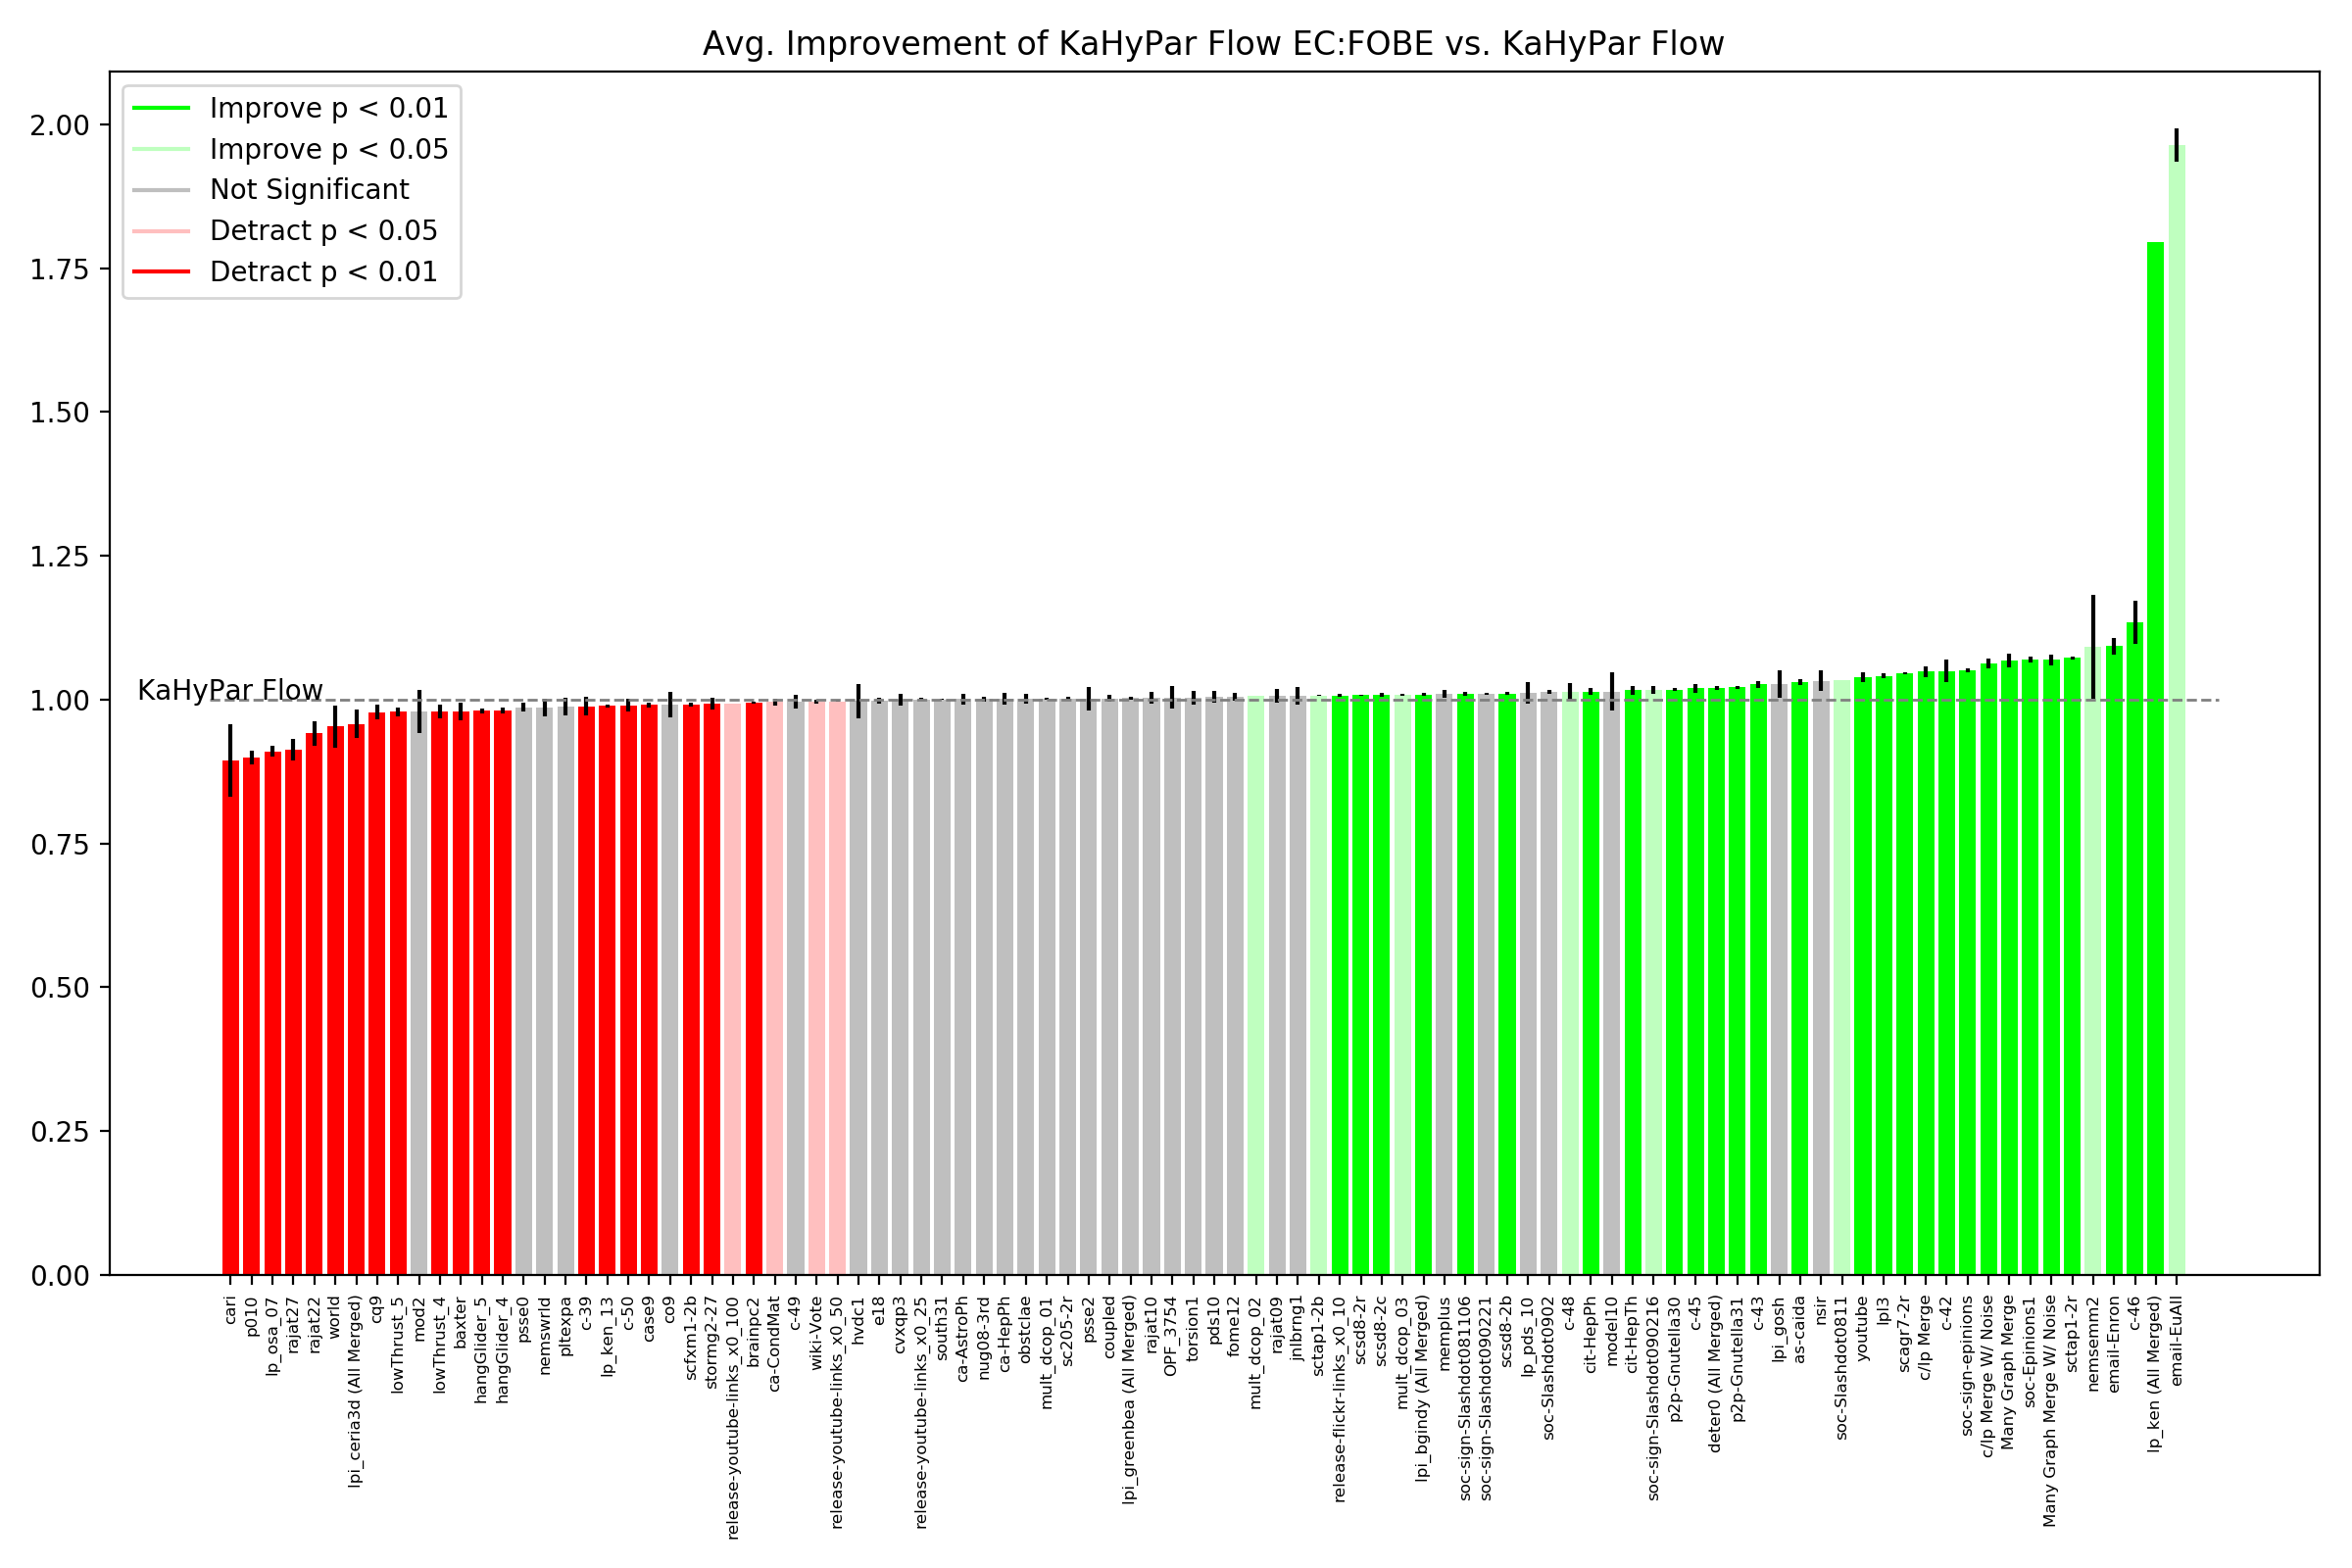 Avg. Improvement of KaHyPar Flow EC:FOBE vs. KaHyPar Flow
Improve p < 0.01
Improve p < 0.05
Not Significant
Detract p < 0.05
Detract p < 0.01
2.00
1.75
1.50
1.25
1.00
0.75
0.50
0.25
0.00
KaHyPar Flow
cari
p010
lp_osa_07
rajat27
rajat22
world
lpi_ceria3d (All Merged)
cq9
lowThrust_5
mod2
lowThrust_4
baxter
hangGlider_5
hangGlider_4
psse0
nemswrld
pltexpa
c-39
lp_ken_13
c-50
case9
co9
scfxm1-2b
stormg2-27
release-youtube-links_x0_100
brainpc2
ca-CondMat
c-49
wiki-Vote
release-youtube-links_x0_50
hvdc1
e18
cvxqp3
release-youtube-links_x0_25
south31
ca-AstroPh
nug08-3rd
ca-HepPh
obstclae
mult_dcop_01
sc205-2r
psse2
coupled
lpi_greenbea (All Merged)
rajat10
OPF_3754
torsion1
pds10
fome12
mult_dcop_02
rajat09
jnlbrng1
sctap1-2b
release-flickr-links_x0_10
scsd8-2r
scsd8-2c
mult_dcop_03
lpi_bgindy (All Merged)
memplus
soc-sign-Slashdot081106
soc-sign-Slashdot090221
scsd8-2b
lp_pds_10
soc-Slashdot0902
c-48
cit-HepPh
model10
cit-HepTh
soc-sign-Slashdot090216
p2p-Gnutella30
c-45
deter0 (All Merged)
p2p-Gnutella31
c-43
lpi_gosh
as-caida
nsir
soc-Slashdot0811
youtube
lpl3
scagr7-2r
c/lp Merge
c-42
soc-sign-epinions
c/lp Merge W/ Noise
Many Graph Merge
soc-Epinions1
Many Graph Merge W/ Noise
sctap1-2r
nemsemm2
email-Enron
c-46
lp_ken (All Merged)
email-EuAll